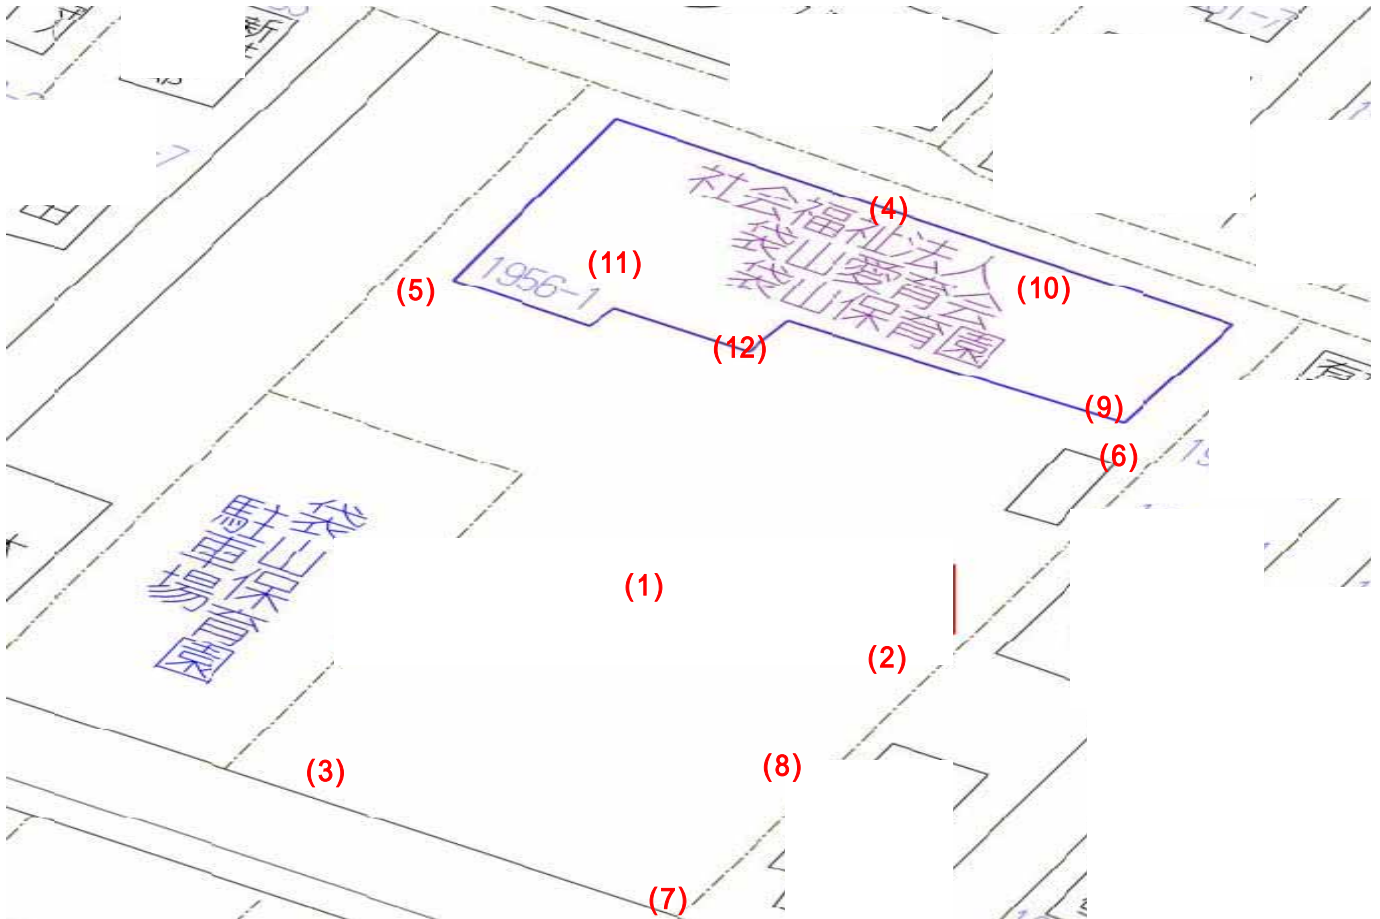 新
-7
社会福祉法人
袋山愛育会
袋山保育園
1956-1
(4)
(11)
(5)
(10)
(12)
(9)
(6)
袋山保育園
駐車場
(1)
(2)
(3)
(8)
(7)